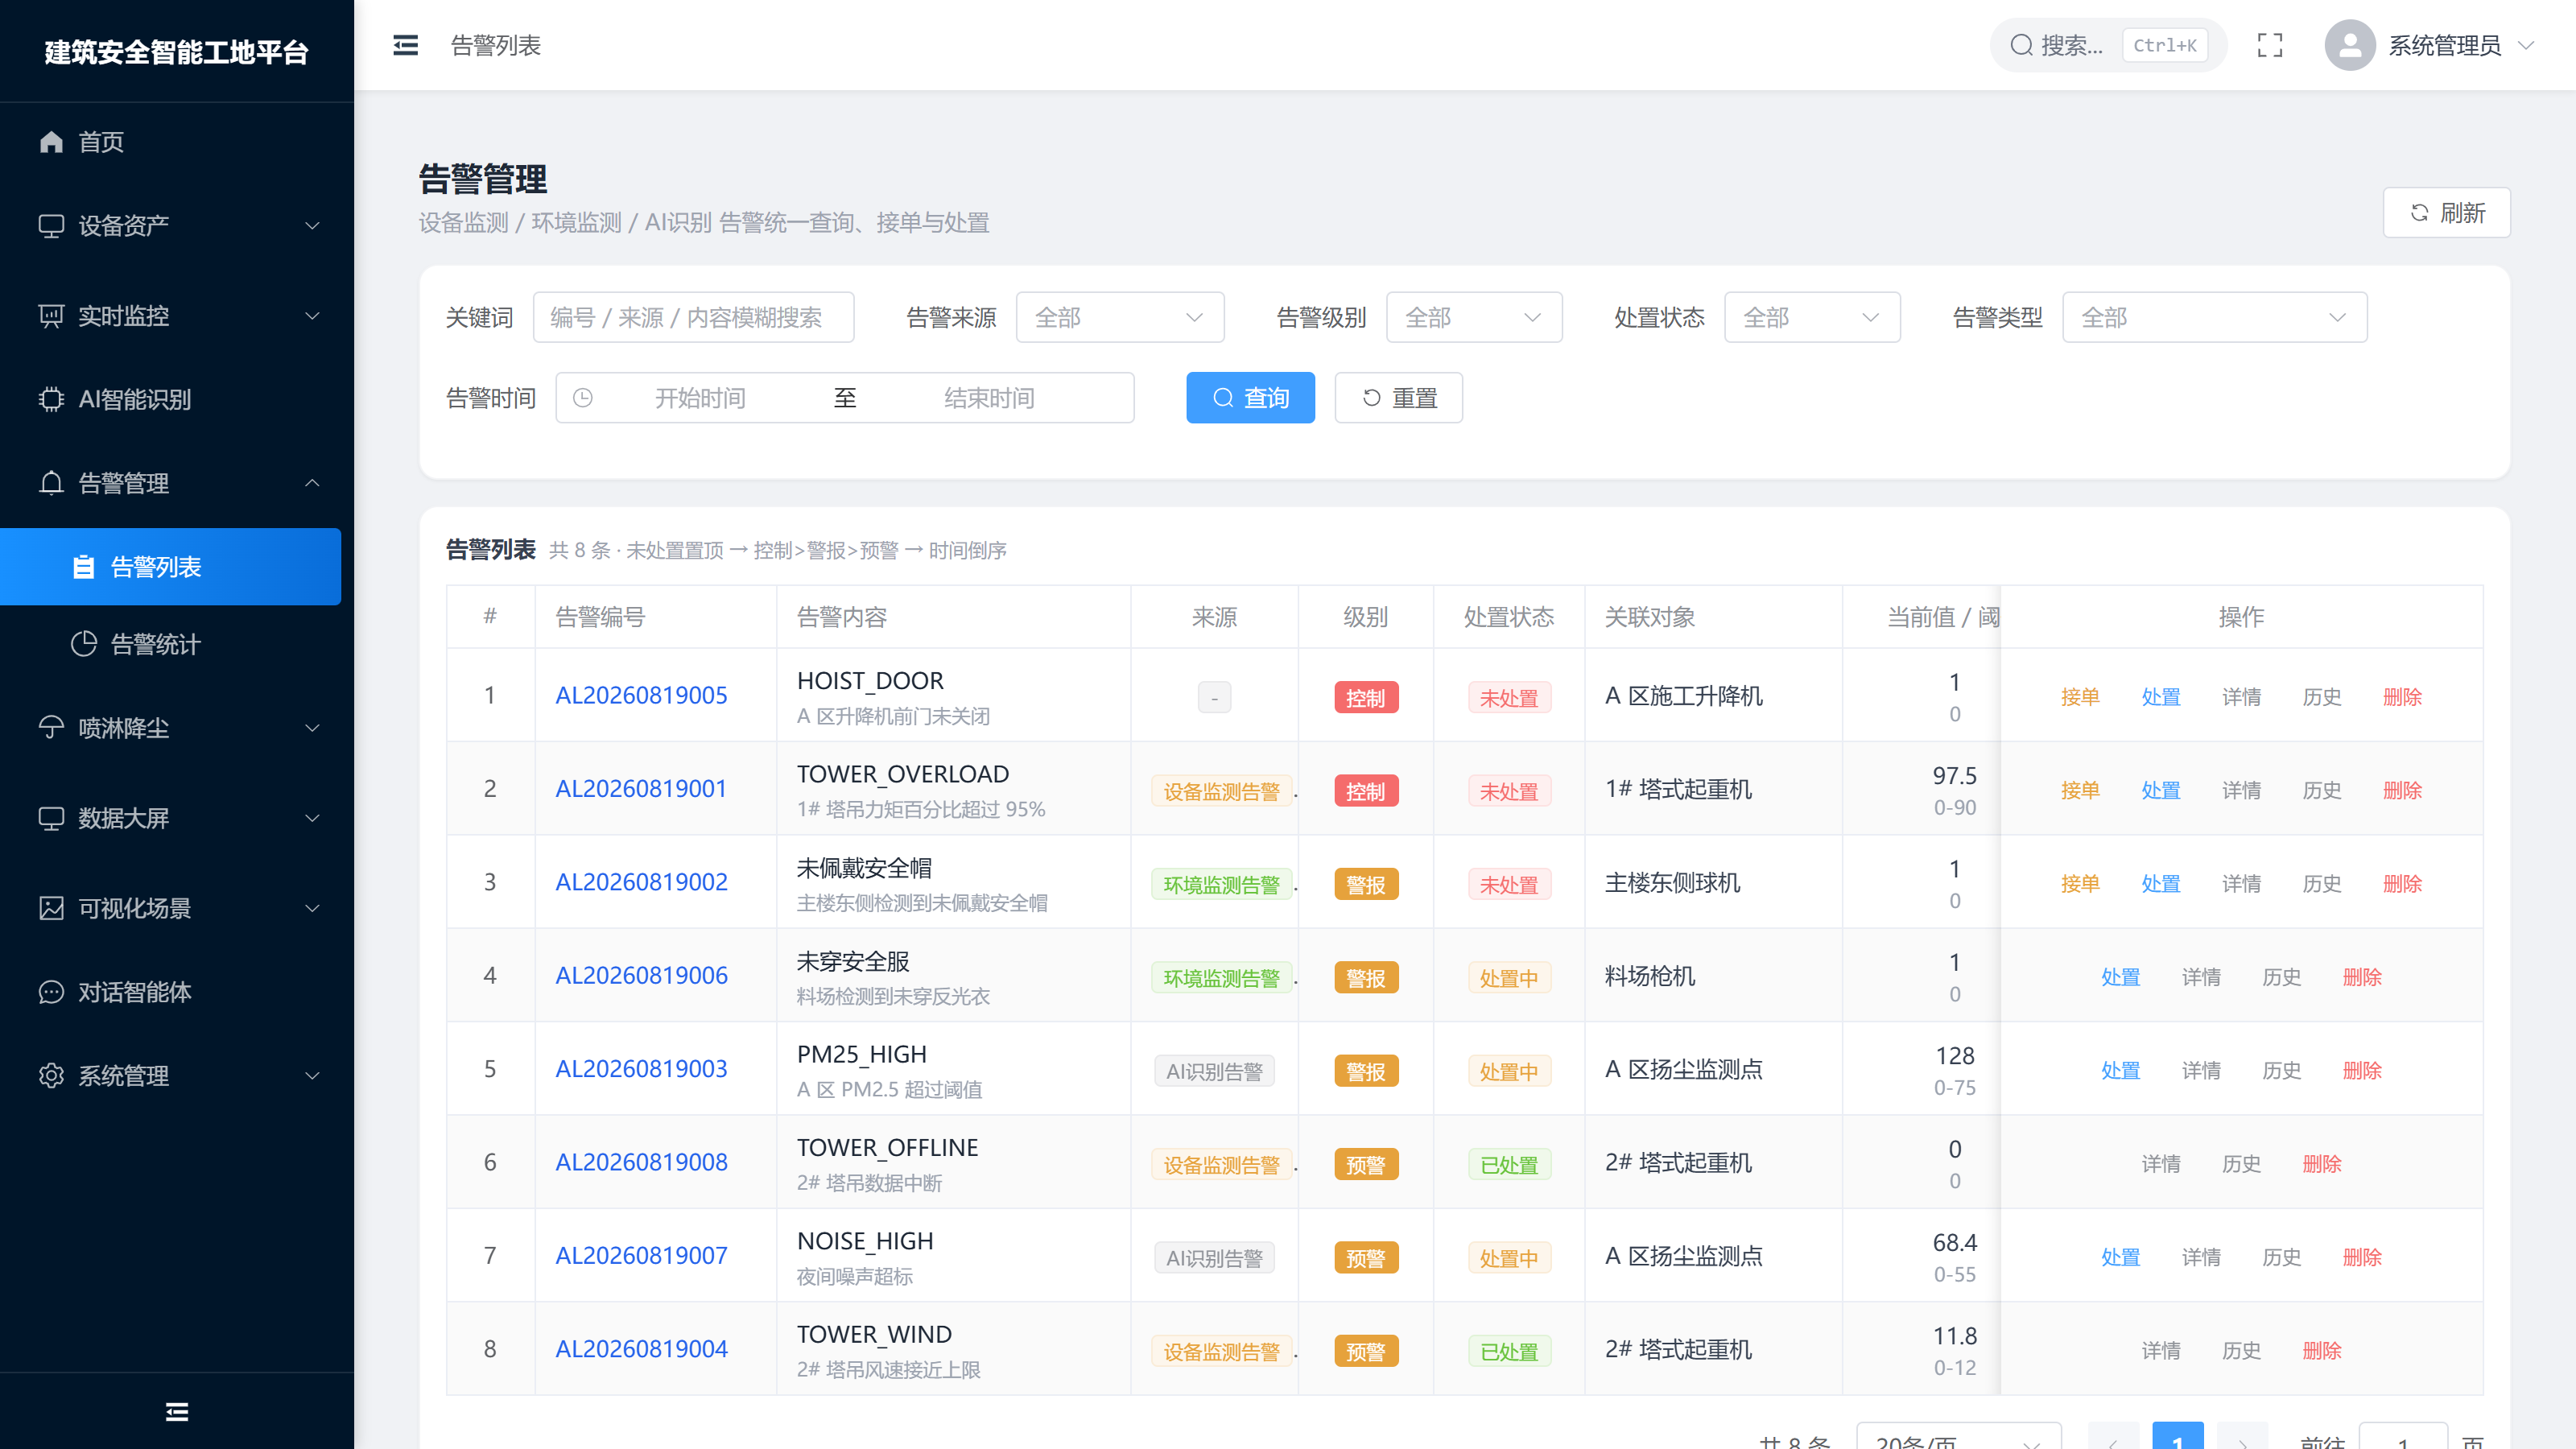 建筑安全智能工地平台
首页
设备资产
实时监控
AI智能识别
告警管理
告警列表
告警统计
喷淋降尘
数据大屏
可视化场景
对话智能体
系统管理
告警列表
搜索... Ctrl+K
系统管理员
告警管理
设备监测 / 环境监测 / AI识别 告警统一查询、接单与处置
刷新
关键词 编号 / 来源 / 内容模糊搜索 告警来源 全部 告警级别 全部 处置状态 全部 告警类型 全部
告警时间 开始时间 至 结束时间 查询 重置
告警列表 共 8 条 · 未处置置顶 → 控制>警报>预警 → 时间倒序
# 告警编号 告警内容 来源 级别 处置状态 关联对象 当前值 / 阈 操作
1 AL20260819005 HOIST_DOOR - 控制 未处置 A 区施工升降机 1 接单 处置 详情 历史 删除
A 区升降机前门未关闭 0
2 AL20260819001 TOWER_OVERLOAD 设备监测告警 . 控制 未处置 1# 塔式起重机 97.5 接单 处置 详情 历史 删除
1# 塔吊力矩百分比超过 95% 0-90
3 AL20260819002 未佩戴安全帽 环境监测告警 . 警报 未处置 主楼东侧球机 1 接单 处置 详情 历史 删除
主楼东侧检测到未佩戴安全帽 0
4 AL20260819006 未穿安全服 环境监测告警 . 警报 处置中 料场枪机 1 处置 详情 历史 删除
料场检测到未穿反光衣 0
5 AL20260819003 PM25_HIGH AI识别告警 警报 处置中 A 区扬尘监测点 128 处置 详情 历史 删除
A 区 PM2.5 超过阈值 0-75
6 AL20260819008 TOWER_OFFLINE 设备监测告警 . 预警 已处置 2# 塔式起重机 0 详情 历史 删除
2# 塔吊数据中断 0
7 AL20260819007 NOISE_HIGH AI识别告警 预警 处置中 A 区扬尘监测点 68.4 处置 详情 历史 删除
夜间噪声超标 0-55
8 AL20260819004 TOWER_WIND 设备监测告警 . 预警 已处置 2# 塔式起重机 11.8 详情 历史 删除
2# 塔吊风速接近上限 0-12
共 8 条 20条/页 1 前往 1 页